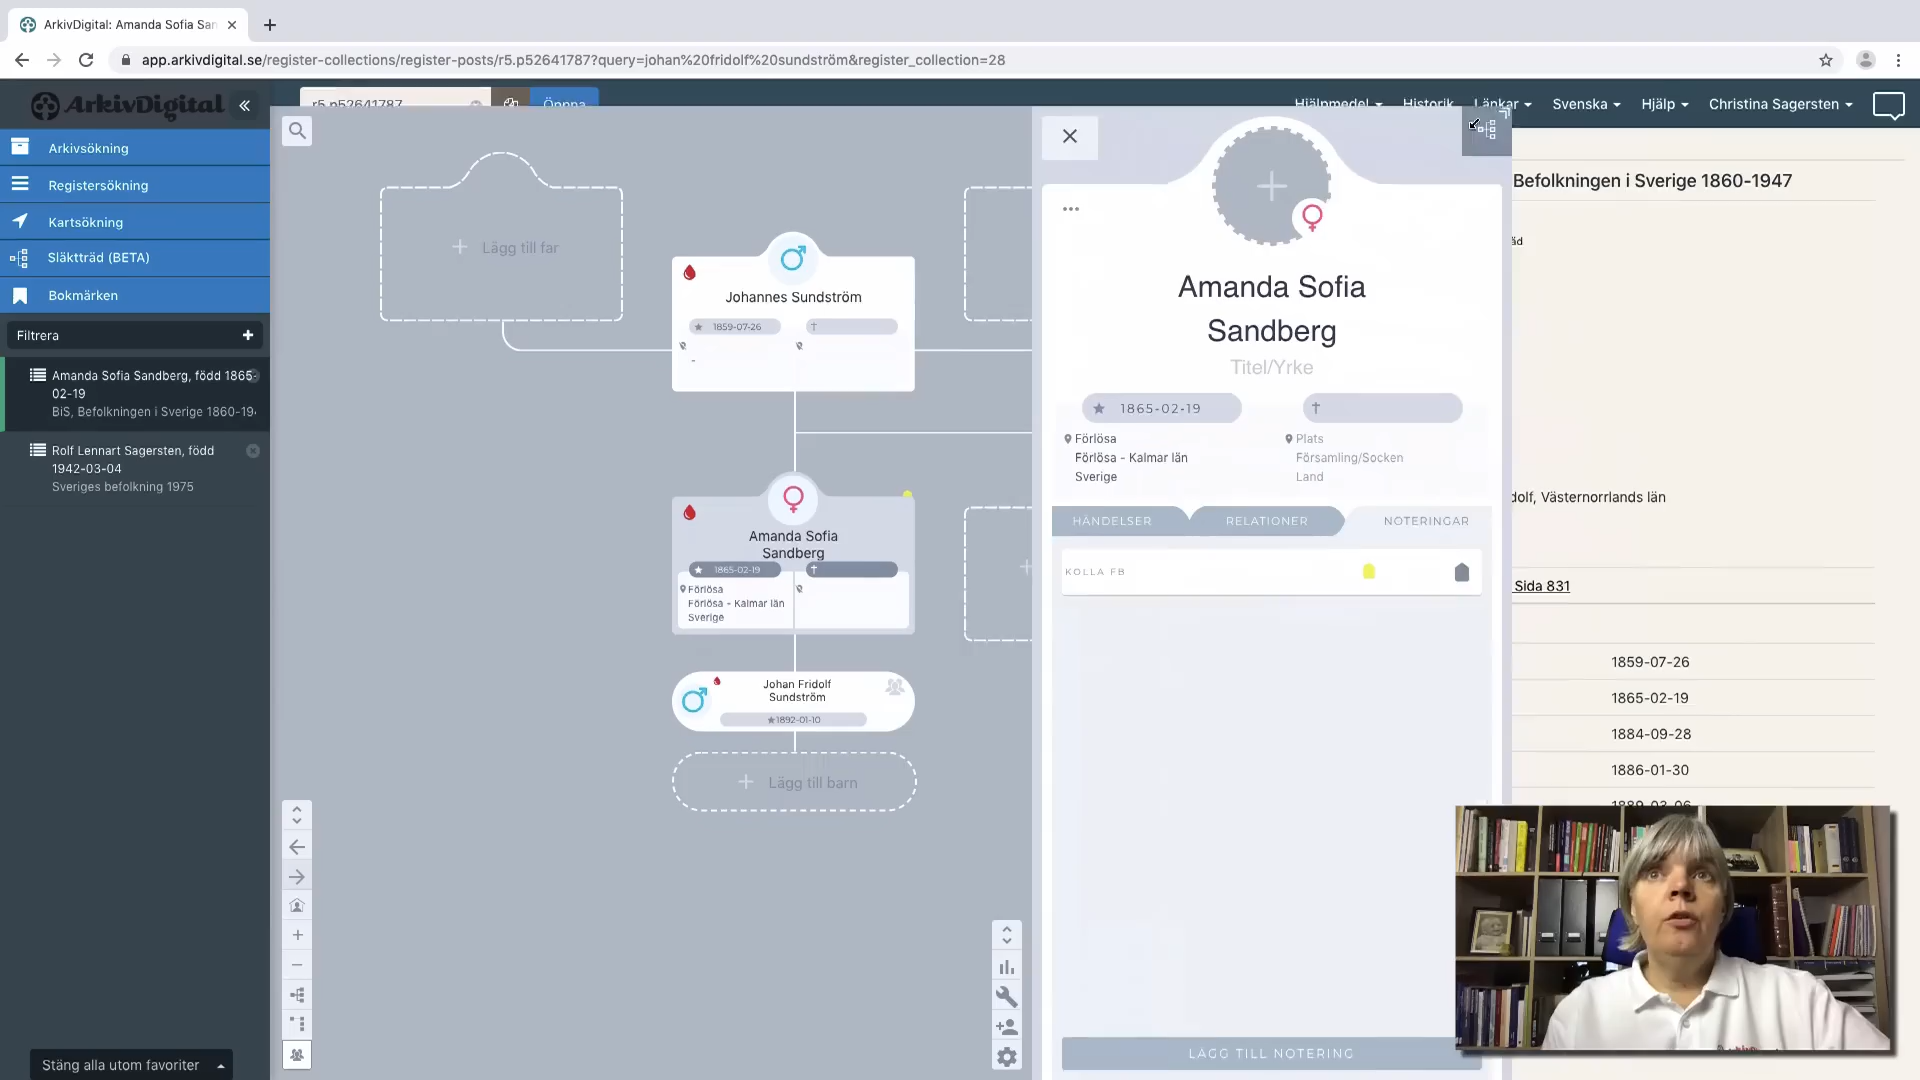 ArkivDigital: Amanda Sofia San
app.arkivdigital.se/register-collections/register-posts/r5.p52641787?query=johan%20fridolf%20sundström&register_collection=28
ArkivDigital
r5.p52641787
Öppna
Hjälpmedel
Historik
Länkar
Svenska
Hjälp
Christina Sagersten
Arkivsökning
Registersökning
Kartsökning
Släktträd (BETA)
Bokmärken
Filtrera
Amanda Sofia Sandberg, född 1865-
02-19
BiS, Befolkningen i Sverige 1860-19
Rolf Lennart Sagersten, född
1942-03-04
Sveriges befolkning 1975
Stäng alla utom favoriter
Lägg till far
Johannes Sundström
1859-07-26
-
Amanda Sofia
Sandberg
1865-02-19
Förlösa
Förlösa - Kalmar län
Sverige
Johan Fridolf
Sundström
1892-01-10
Lägg till barn
Amanda Sofia
Sandberg
Titel/Yrke
1865-02-19
Förlösa
Förlösa - Kalmar län
Sverige
Plats
Församling/Socken
Land
HÄNDELSER
RELATIONER
NOTERINGAR
KOLLA FB
LÄGG TILL NOTERING
Befolkningen i Sverige 1860-1947
dolf, Västernorrlands län
Sida 831
1859-07-26
1865-02-19
1884-09-28
1886-01-30
1889-03-06